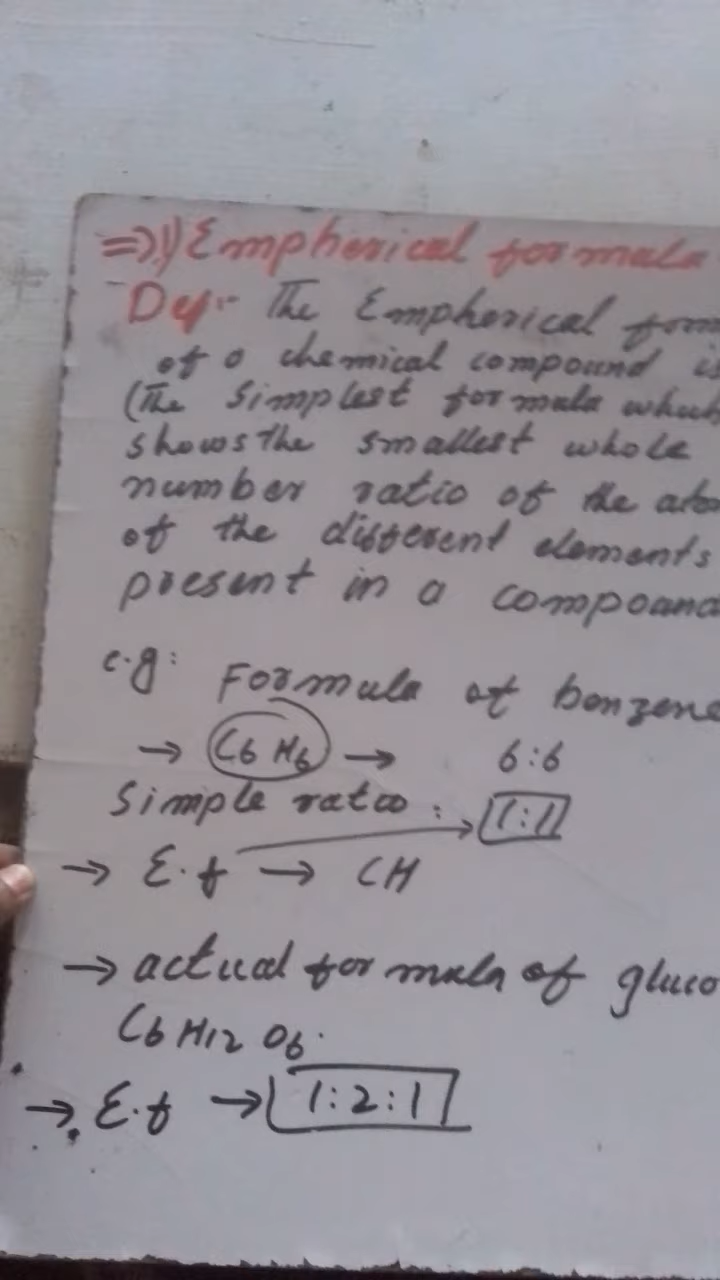 ⇒1) Empherical formula
Def:- The Empherical form
of a chemical compound is
(The simplest formula which
shows the smallest whole
number ratio of the ato
of the different elements
present in a compound
e.g: Formula of benzene
→ C6 H6 → 6:6
Simple ratio: 1:1
→ E.f → CH
→ actual formula of gluco
C6 H12 O6.
→ E.f → 1:2:1